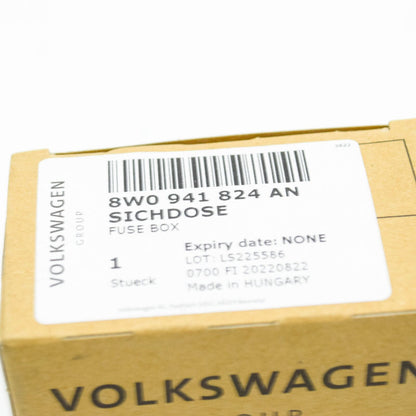 VOLKSWAGEN
GROUP
8W0 941 824 AN
SICHDOSE
FUSE BOX
Expiry date: NONE
LOT: LS225586
0700 FI 20220822
Made in HUNGARY
1
Stueck
VOLKSWAGEN
GROUP